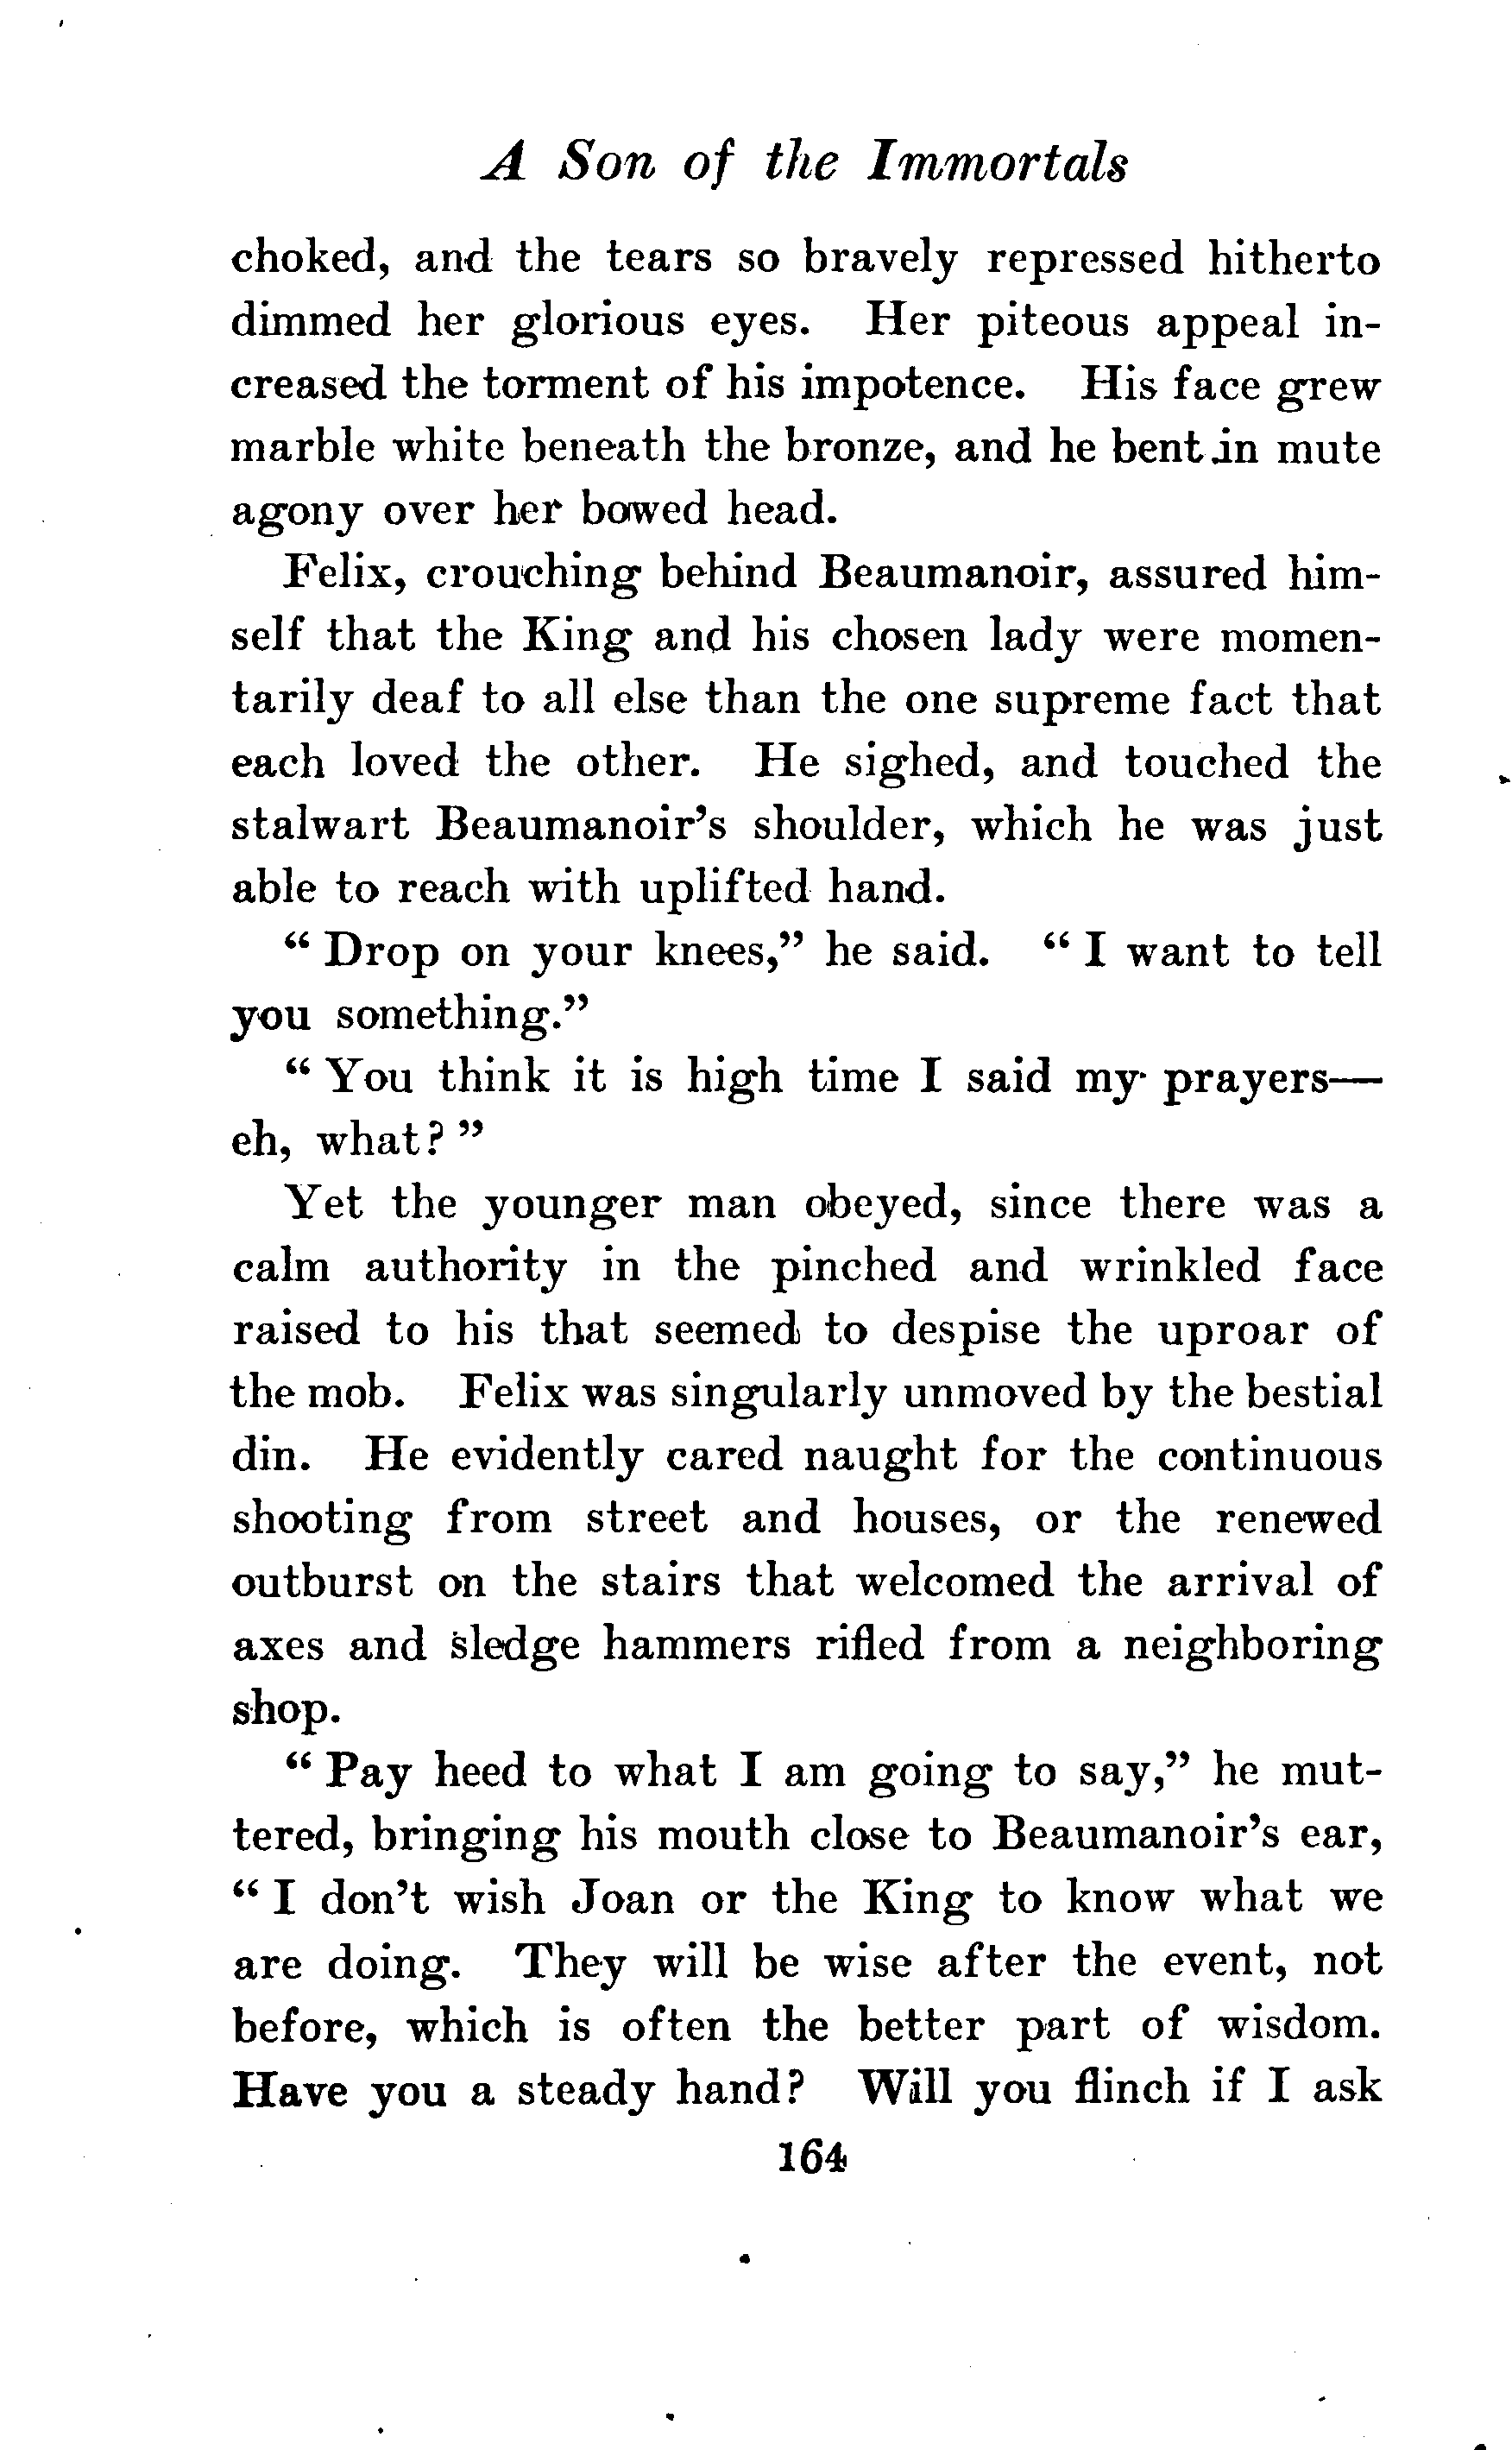 A Son of the Immortals
choked, and the tears so bravely repressed hitherto
dimmed her glorious eyes. Her piteous appeal in-
creased the torment of his impotence. His face grew
marble white beneath the bronze, and he bent in mute
agony over her bowed head.
Felix, crouching behind Beaumanoir, assured him-
self that the King and his chosen lady were momen-
tarily deaf to all else than the one supreme fact that
each loved the other. He sighed, and touched the
stalwart Beaumanoir's shoulder, which he was just
able to reach with uplifted hand.
“ Drop on your knees,” he said. “ I want to tell
you something.”
“ You think it is high time I said my prayers—
eh, what? ”
Yet the younger man obeyed, since there was a
calm authority in the pinched and wrinkled face
raised to his that seemed to despise the uproar of
the mob. Felix was singularly unmoved by the bestial
din. He evidently cared naught for the continuous
shooting from street and houses, or the renewed
outburst on the stairs that welcomed the arrival of
axes and sledge hammers rifled from a neighboring
shop.
“ Pay heed to what I am going to say,” he mut-
tered, bringing his mouth close to Beaumanoir's ear,
“ I don't wish Joan or the King to know what we
are doing. They will be wise after the event, not
before, which is often the better part of wisdom.
Have you a steady hand? Will you flinch if I ask
164